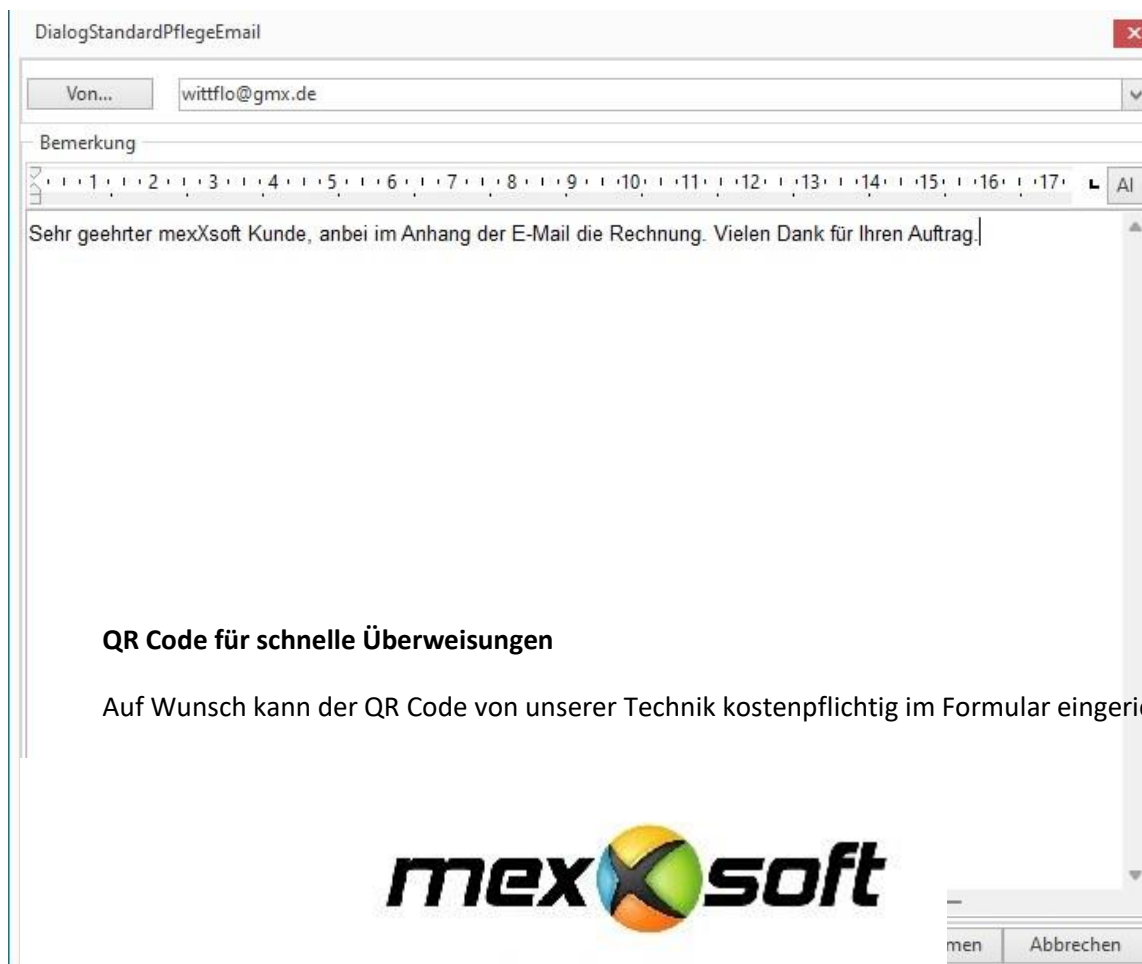 DialogStandardPflegeEmail
Von... wittflo@gmx.de
Bemerkung
1 2 3 4 5 6 7 8 9 10 11 12 13 14 15 16 17 AI
Sehr geehrter mexXsoft Kunde, anbei im Anhang der E-Mail die Rechnung. Vielen Dank für Ihren Auftrag.
QR Code für schnelle Überweisungen
Auf Wunsch kann der QR Code von unserer Technik kostenpflichtig im Formular
mexXsoft
Abbrechen